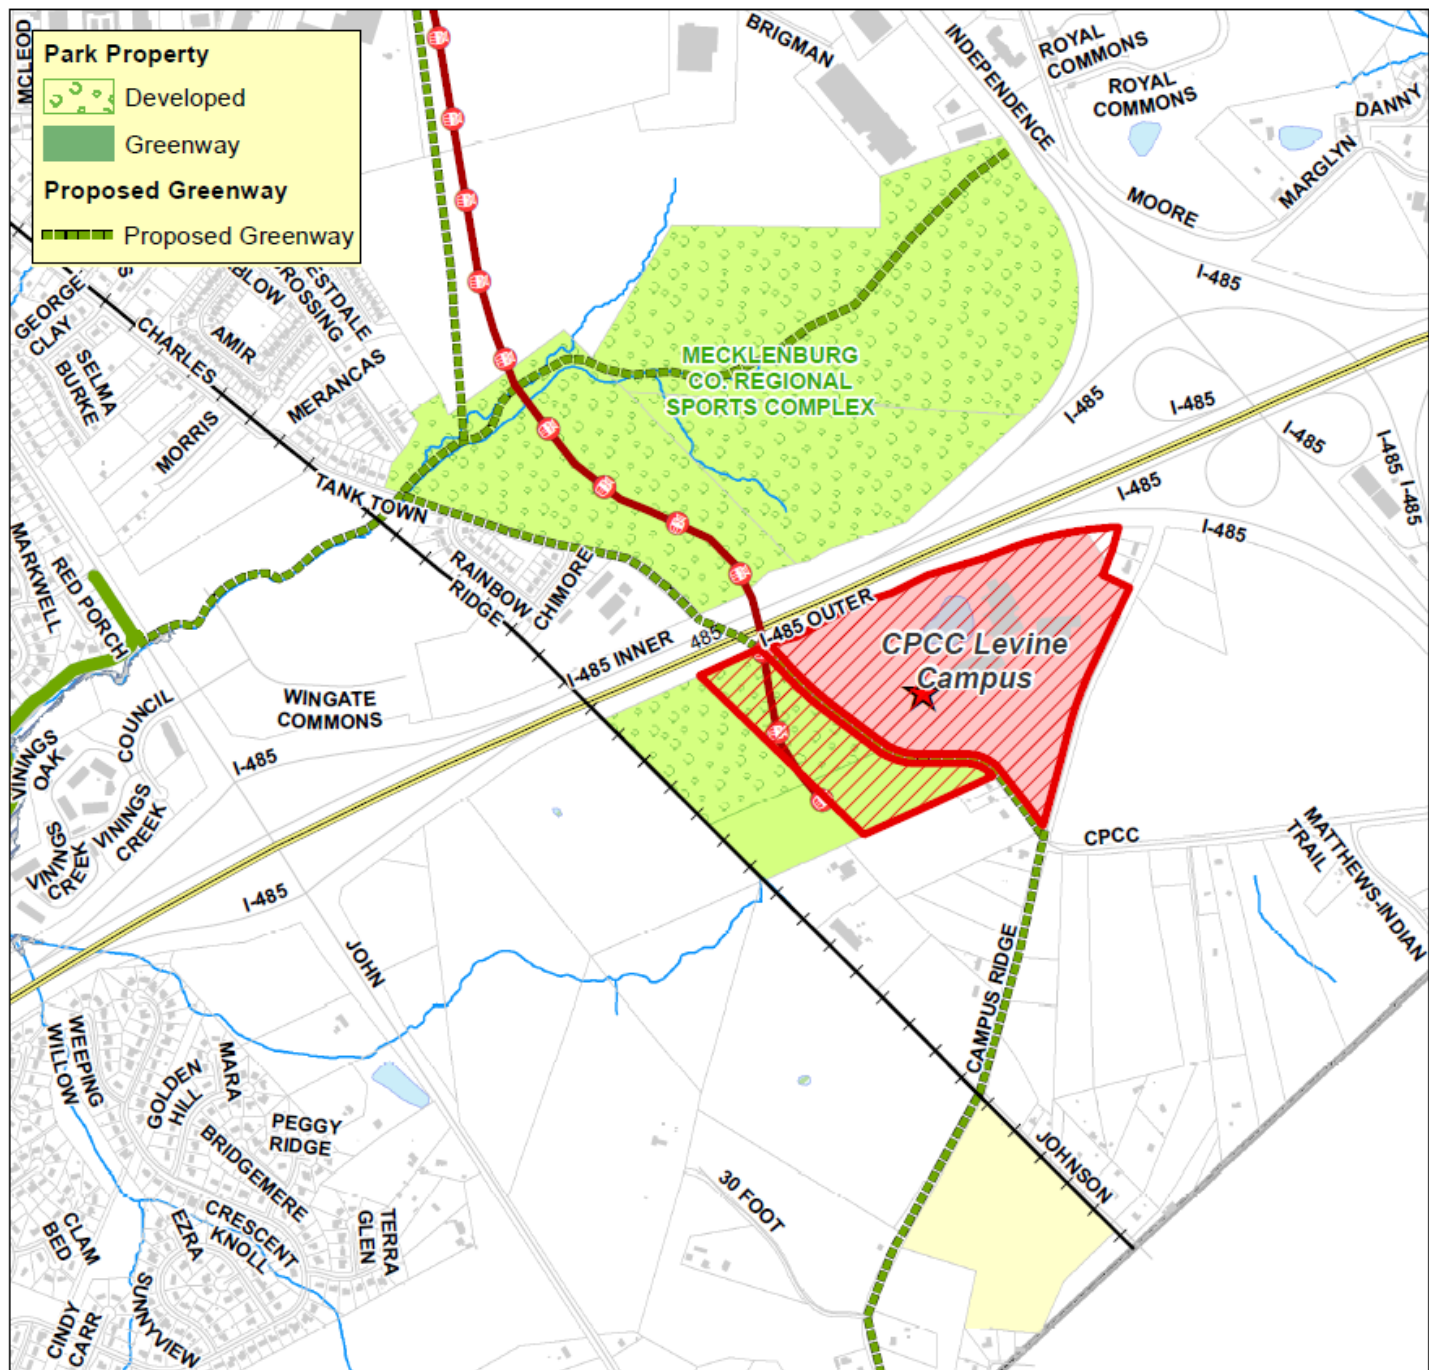 Park Property
Developed
Greenway
Proposed Greenway
Proposed Greenway
MCLEOD
BRIGMAN
INDEPENDENCE
ROYAL
COMMONS
ROYAL
COMMONS
DANNY
MARGLYN
MOORE
I-485
GEORGE
CLAY
S
BLOW
ROSSING
ESTDALE
AMIR
CHARLES
SELMA
BURKE
MERANCAS
MORRIS
MECKLENBURG
CO. REGIONAL
SPORTS COMPLEX
I-485
I-485
I-485
I-485
I-485
I-485
I-485
TANK TOWN
MARKWELL
RED PORCH
RAINBOW
RIDGE
CHIMORE
I-485 INNER
485
I-485 OUTER
CPCC Levine
Campus
WINGATE
COMMONS
COUNCIL
VININGS
OAK
I-485
VININGS
CREEK
VININGS
CREEK
I-485
CPCC
MATTHEWS-INDIAN
TRAIL
JOHN
CAMPUS RIDGE
WEEPING
WILLOW
MARA
GOLDEN
HILL
PEGGY
RIDGE
BRIDGEMERE
JOHNSON
30 FOOT
CLAM
BED
EZRA
CRESCENT
KNOLL
TERRA
GLEN
SUNNYVIEW
CINDY
CARR